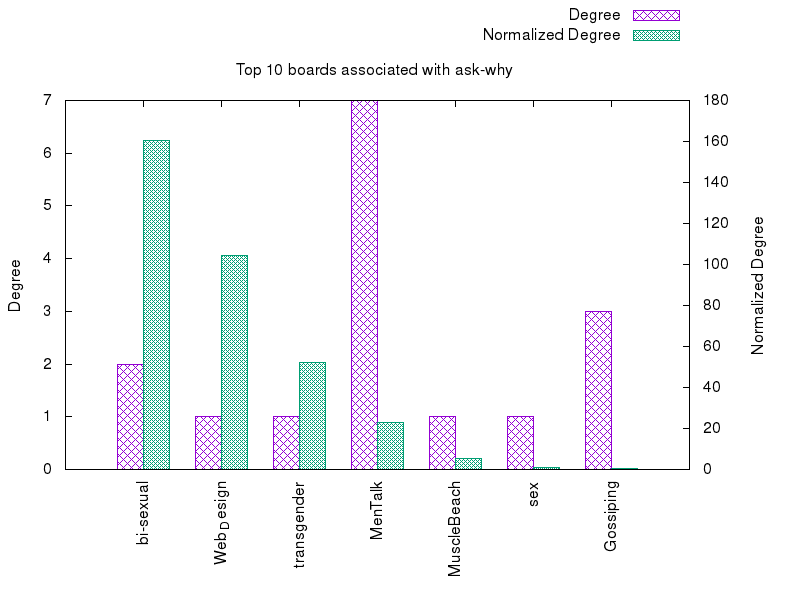 Degree
Normalized Degree
Top 10 boards associated with ask-why
7
6
5
4
3
2
1
0
180
160
140
120
100
80
60
40
20
0
Degree
Normalized Degree
bi-sexual
Web_Design
transgender
MenTalk
MuscleBeach
sex
Gossiping